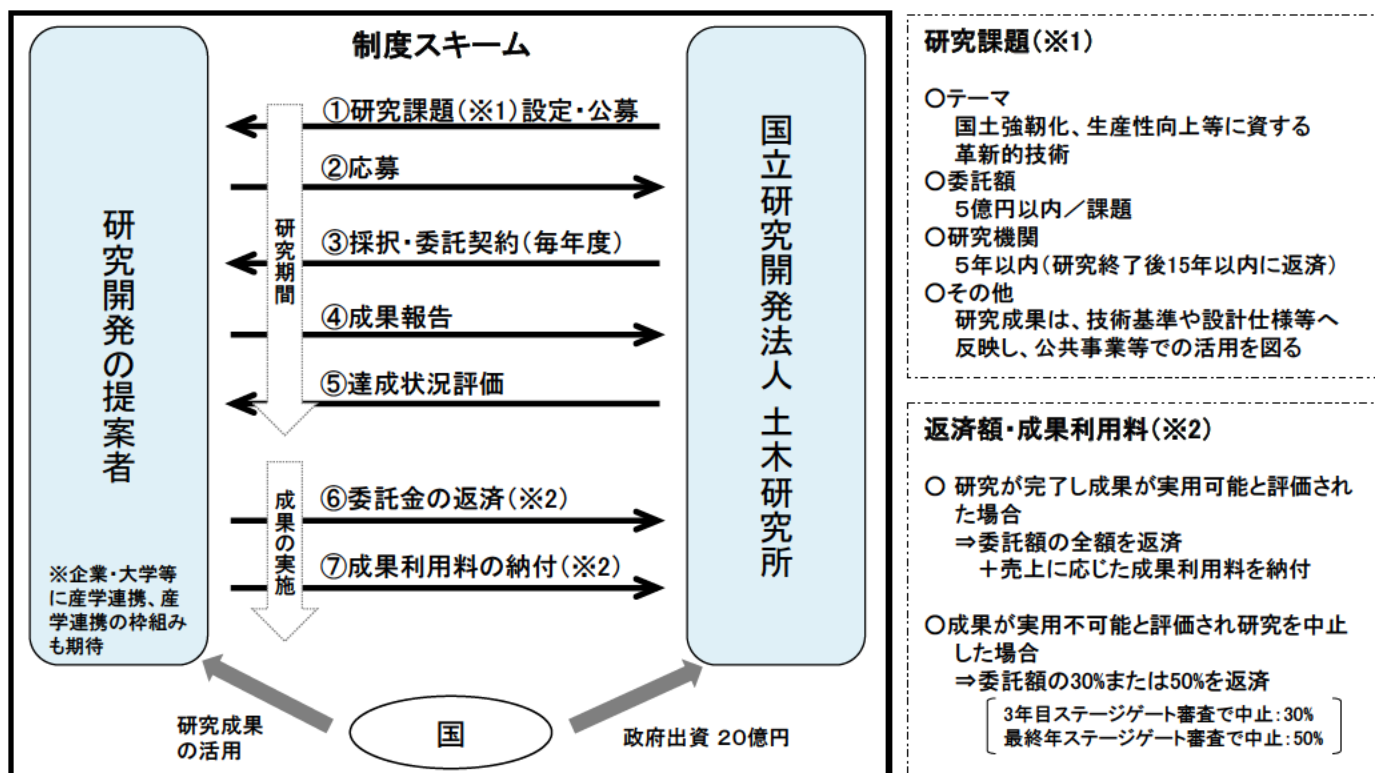 制度スキーム
研究開発の提案者
※企業・大学等
に産学連携、産
学連携の枠組み
も期待
①研究課題(※1)設定・公募
②応募
③採択・委託契約(毎年度)
④成果報告
⑤達成状況評価
研究期間
⑥委託金の返済(※2)
⑦成果利用料の納付(※2)
成果の実施
国立研究開発法人 土木研究所
研究成果
の活用
国
政府出資 20億円
研究課題(※1)
〇テーマ
国土強靭化、生産性向上等に資する
革新的技術
〇委託額
5億円以内/課題
〇研究機関
5年以内(研究終了後15年以内に返済)
〇その他
研究成果は、技術基準や設計仕様等へ
反映し、公共事業等での活用を図る
返済額・成果利用料(※2)
〇 研究が完了し成果が実用可能と評価され
た場合
⇒委託額の全額を返済
+売上に応じた成果利用料を納付
〇成果が実用不可能と評価され研究を中止
した場合
⇒委託額の30%または50%を返済
3年目ステージゲート審査で中止:30%
最終年ステージゲート審査で中止:50%